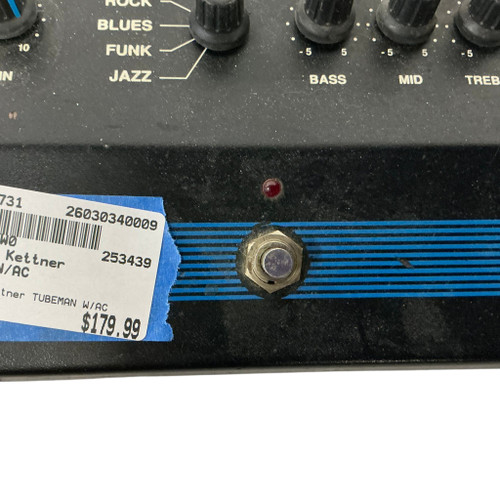 ROCK
BLUES
FUNK
JAZZ
10
-5 5
-5 5
-5
BASS
MID
TREB
731
26030340009
Kettner
253439
W/AC
TUBEMAN W/AC
$179.99